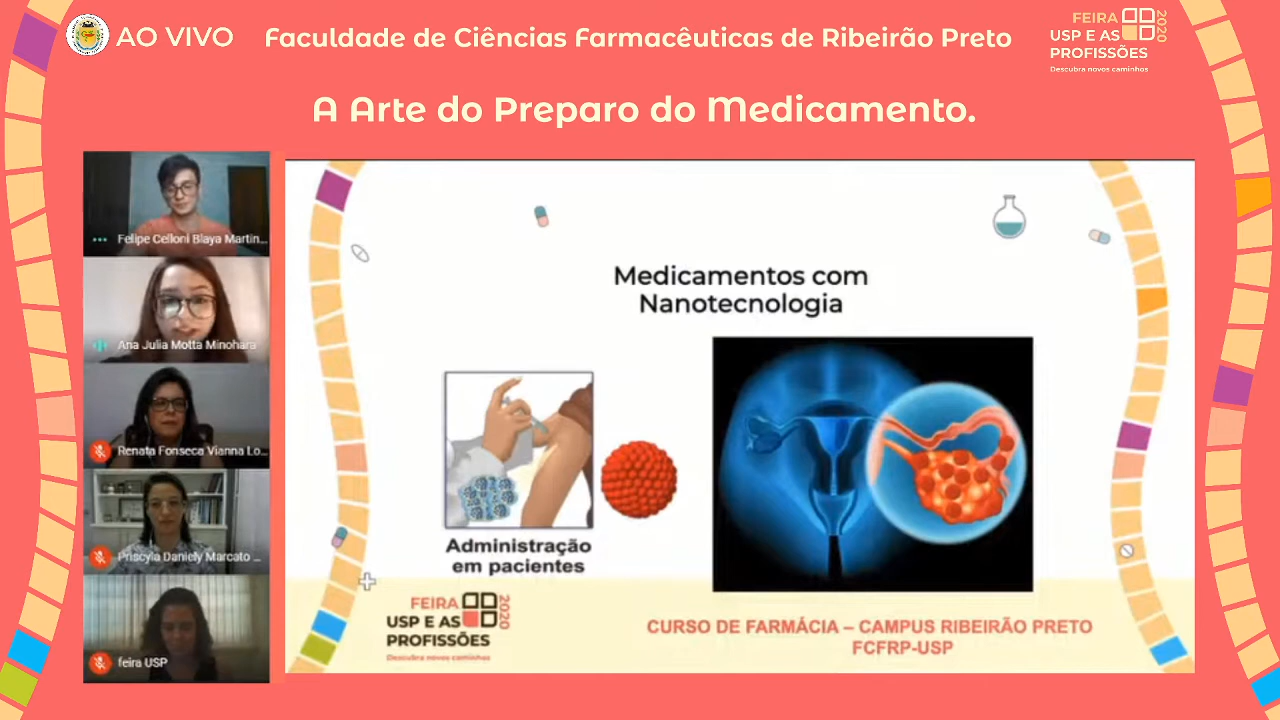 AO VIVO
Faculdade de Ciências Farmacêuticas de Ribeirão Preto
FEIRA
USP E AS
PROFISSÕES
2020
Descubra novos caminhos
A Arte do Preparo do Medicamento.
Felipe Celloni Blaya Martin...
Ana Julia Motta Minohara
Renata Fonseca Vianna Lo...
Priscyla Daniely Marcato ...
feira USP
Medicamentos com
Nanotecnologia
Administração
em pacientes
FEIRA
USP E AS
PROFISSÕES
2020
Descubra novos caminhos
CURSO DE FARMÁCIA – CAMPUS RIBEIRÃO PRETO
FCFRP-USP